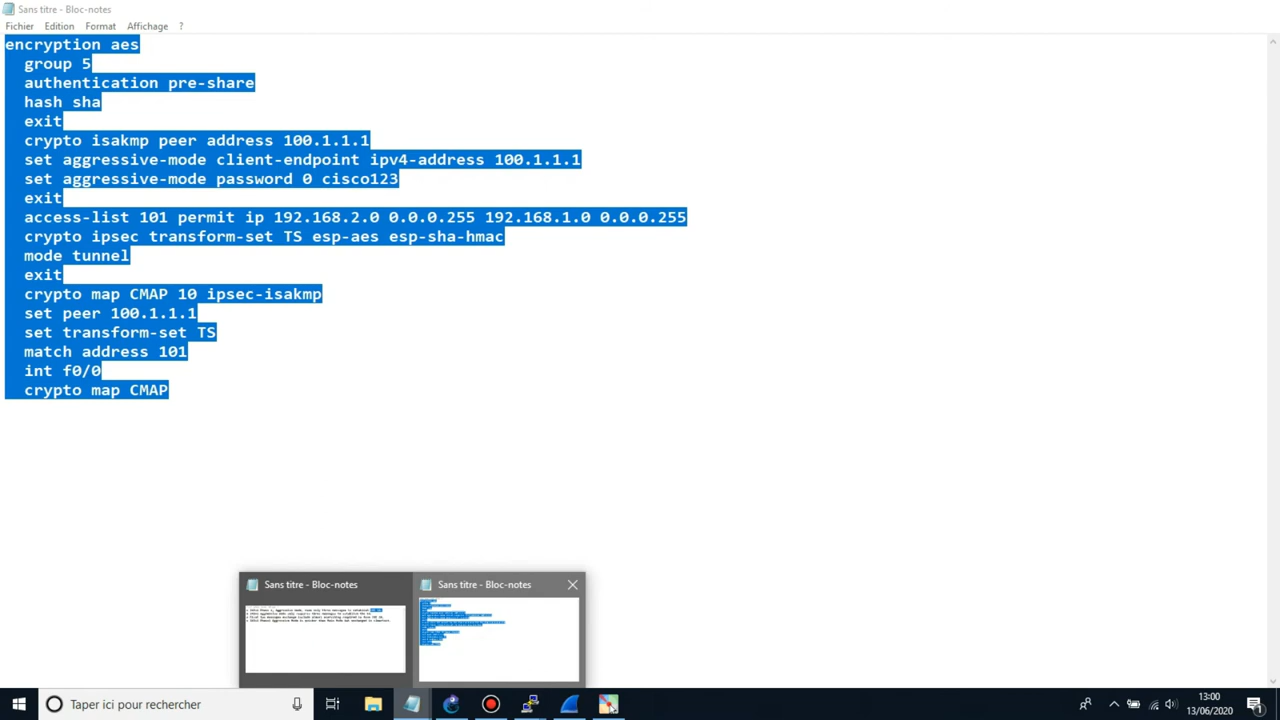 Sans titre - Bloc-notes
Fichier Edition Format Affichage ?
encryption aes
group 5
authentication pre-share
hash sha
exit
crypto isakmp peer address 100.1.1.1
set aggressive-mode client-endpoint ipv4-address 100.1.1.1
set aggressive-mode password 0 cisco123
exit
access-list 101 permit ip 192.168.2.0 0.0.0.255 192.168.1.0 0.0.0.255
crypto ipsec transform-set TS esp-aes esp-sha-hmac
mode tunnel
exit
crypto map CMAP 10 ipsec-isakmp
set peer 100.1.1.1
set transform-set TS
match address 101
int f0/0
crypto map CMAP
Sans titre - Bloc-notes
Sans titre - Bloc-notes
Taper ici pour rechercher
13:00
13/06/2020
1